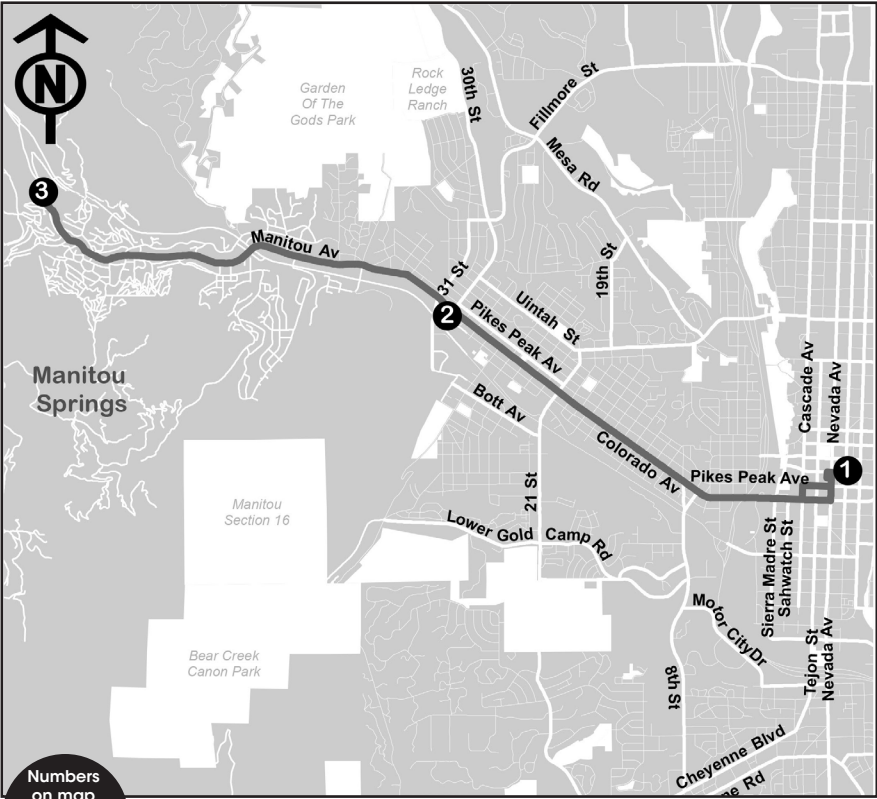 N
Garden
Of The
Gods Park
Rock
Ledge
Ranch
30th St
Fillmore St
Mesa Rd
3
Manitou Av
31 St
19th St
2
Pikes Peak Av
Uintah St
Manitou
Springs
Bott Av
Colorado Av
Cascade Av
Nevada Av
Pikes Peak Ave
1
21 St
Manitou
Section 16
Lower Gold Camp Rd
Sierra Madre St
Sahwatch St
Motor CityDr
Bear Creek
Canon Park
8th St
Tejon St
Nevada Av
Cheyenne Blvd
ne Rd
Numbers
on map